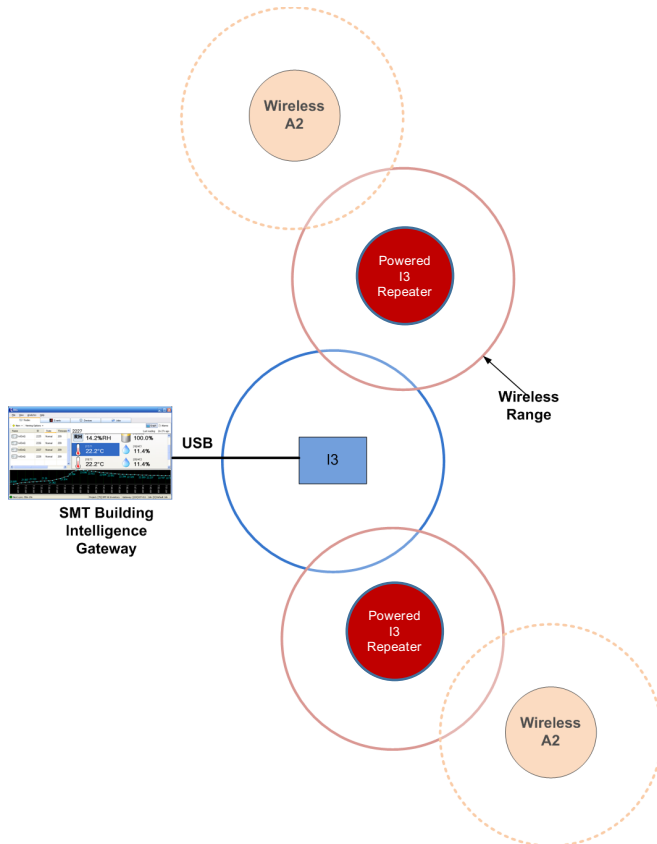 Wireless
A2
Powered
I3
Repeater
Wireless
Range
2227
14.2%RH
100.0%
22.2°C
11.4%
22.2°C
11.4%
USB
I3
SMT Building
Intelligence
Gateway
Powered
I3
Repeater
Wireless
A2